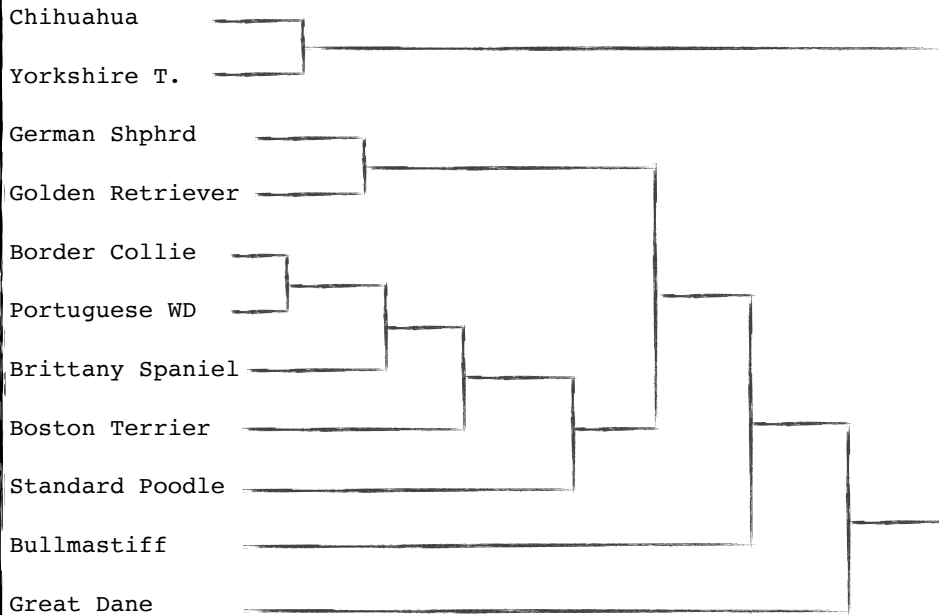 Chihuahua
Yorkshire T.
German Shphrd
Golden Retriever
Border Collie
Portuguese WD
Brittany Spaniel
Boston Terrier
Standard Poodle
Bullmastiff
Great Dane